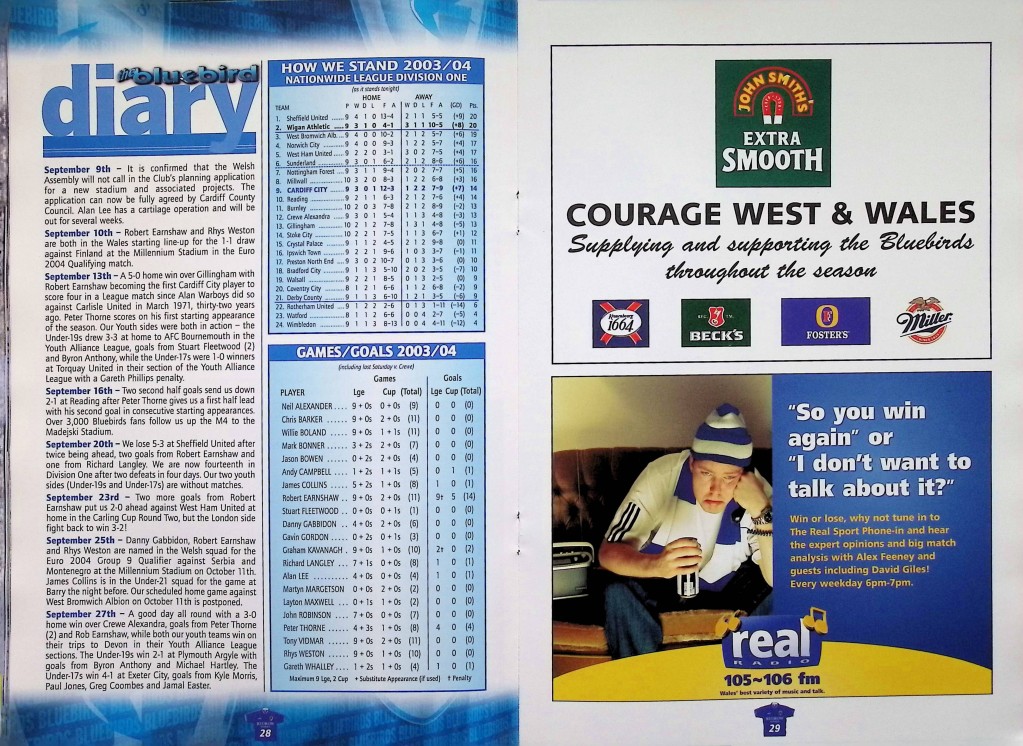 the bluebird
diary
September 9th – It is confirmed that the Welsh
Assembly will not call in the Club's planning application
for a new stadium and associated projects. The
application can now be fully agreed by Cardiff County
Council. Alan Lee has a cartilage operation and will be
out for several weeks.
September 10th – Robert Earnshaw and Rhys Weston
are both in the Wales starting line-up for the 1-1 draw
against Finland at the Millennium Stadium in the Euro
2004 Qualifying match.
September 13th – A 5-0 home win over Gillingham with
Robert Earnshaw becoming the first Cardiff City player to
score four in a League match since Alan Warboys did so
against Carlisle United in March 1971, thirty-two years
ago. Peter Thorne scores on his first starting appearance
of the season. Our Youth sides were both in action – the
Under-19s drew 3-3 at home to AFC Bournemouth in the
Youth Alliance League, goals from Stuart Fleetwood (2)
and Byron Anthony, while the Under-17s were 1-0 winners
at Torquay United in their section of the Youth Alliance
League with a Gareth Phillips penalty.
September 16th – Two second half goals send us down
2-1 at Reading after Peter Thorne gives us a first half lead
with his second goal in consecutive starting appearances.
Over 3,000 Bluebirds fans follow us up the M4 to the
Madejski Stadium.
September 20th – We lose 5-3 at Sheffield United after
twice being ahead, two goals from Robert Earnshaw and
one from Richard Langley. We are now fourteenth in
Division One after two defeats in four days. Our two youth
sides (Under-19s and Under-17s) are without matches.
September 23rd – Two more goals from Robert
Earnshaw put us 2-0 ahead against West Ham United at
home in the Carling Cup Round Two, but the London side
fight back to win 3-2!
September 25th – Danny Gabbidon, Robert Earnshaw
and Rhys Weston are named in the Welsh squad for the
Euro 2004 Group 9 Qualifier against Serbia and
Montenegro at the Millennium Stadium on October 11th.
James Collins is in the Under-21 squad for the game at
Barry the night before. Our scheduled home game against
West Bromwich Albion on October 11th is postponed.
September 27th – A good day all round with a 3-0
home win over Crewe Alexandra, goals from Peter Thorne
(2) and Rob Earnshaw, while both our youth teams win on
their trips to Devon in their Youth Alliance League
sections. The Under-19s win 2-1 at Plymouth Argyle with
goals from Byron Anthony and Michael Hartley. The
Under-17s win 4-1 at Exeter City, goals from Kyle Morris,
Paul Jones, Greg Coombes and Jamal Easter.
28
HOW WE STAND 2003/04
NATIONWIDE LEAGUE DIVISION ONE
(as it stands tonight)
HOME AWAY
TEAM P W D L F A W D L F A (GD) Pts.
1. Sheffield United ...... 9 4 1 0 13–4 2 1 1 5–5 (+9) 20
2. Wigan Athletic ...... 9 3 1 0 4–1 3 1 1 10–5 (+8) 20
3. West Bromwich Alb. ... 9 4 0 0 10–2 2 1 2 5–7 (+6) 19
4. Norwich City ......... 9 4 0 0 9–3 1 2 2 5–7 (+4) 17
5. West Ham United ...... 9 2 2 0 3–1 3 0 2 7–5 (+4) 17
6. Sunderland ........... 9 3 0 1 6–2 2 1 2 8–6 (+6) 16
7. Nottingham Forest .... 9 3 1 1 9–4 2 0 2 5–7 (+3) 16
8. Millwall ............ 10 3 2 0 8–3 1 2 2 6–8 (+3) 16
9. CARDIFF CITY ....... 9 3 0 1 12–3 1 2 2 7–9 (+7) 14
10. Reading ............. 9 2 1 1 6–3 2 1 2 7–6 (+4) 14
11. Burnley ............ 10 2 0 3 7–8 2 1 2 8–9 (–2) 13
12. Crewe Alexandra ..... 9 3 0 1 5–4 1 1 3 4–8 (–3) 13
13. Gillingham ......... 10 2 1 2 7–8 1 3 1 4–8 (–5) 13
14. Stoke City ......... 10 2 2 1 7–5 1 1 3 6–7 (+1) 12
15. Crystal Palace ...... 9 1 1 2 4–5 2 1 2 9–8 (0) 11
16. Ipswich Town ........ 9 2 2 1 9–6 1 0 3 3–7 (–1) 11
17. Preston North End ... 9 3 0 2 10–7 0 1 3 3–6 (0) 10
18. Bradford City ....... 9 1 1 3 5–10 2 0 2 3–5 (–7) 10
19. Walsall ............. 9 2 2 1 8–5 0 1 3 2–5 (0) 9
20. Coventry City ....... 8 1 2 1 6–6 1 1 2 6–8 (–2) 9
21. Derby County ........ 9 1 1 3 6–10 1 2 1 3–5 (–6) 9
22. Rotherham United .... 9 1 2 2 2–6 0 1 3 1–11 (–14) 6
23. Watford ............. 8 1 1 2 6–6 0 0 4 2–7 (–5) 4
24. Wimbledon ........... 9 1 1 3 8–13 0 0 4 4–11 (–12) 4
GAMES/GOALS 2003/04
(including last Saturday v. Crewe)
Games Goals
PLAYER Lge Cup (Total) Lge Cup (Total)
Neil ALEXANDER .... 9 + 0s 0 + 0s (9) 0 0 (0)
Chris BARKER ...... 9 + 0s 2 + 0s (11) 0 0 (0)
Willie BOLAND ..... 9 + 0s 1 + 1s (11) 0 0 (0)
Mark BONNER ....... 3 + 2s 2 + 0s (7) 0 0 (0)
Jason BOWEN ....... 0 + 2s 2 + 0s (4) 0 0 (0)
Andy CAMPBELL ..... 1 + 2s 1 + 1s (5) 0 1 (1)
James COLLINS ..... 5 + 2s 1 + 0s (8) 1 0 (1)
Robert EARNSHAW .. 9 + 0s 2 + 0s (11) 9† 5 (14)
Stuart FLEETWOOD .. 0 + 0s 0 + 1s (1) 0 0 (0)
Danny GABBIDON .... 4 + 0s 2 + 0s (6) 0 0 (0)
Gavin GORDON ...... 0 + 2s 0 + 1s (3) 0 0 (0)
Graham KAVANAGH . 9 + 0s 1 + 0s (10) 2† 0 (2)
Richard LANGLEY ... 7 + 1s 0 + 0s (8) 1 0 (1)
Alan LEE .......... 4 + 0s 0 + 0s (4) 1 0 (1)
Martyn MARGETSON 0 + 0s 2 + 0s (2) 0 0 (0)
Layton MAXWELL ... 0 + 1s 0 + 1s (2) 0 0 (0)
John ROBINSON ..... 7 + 0s 0 + 0s (7) 0 0 (0)
Peter THORNE ...... 4 + 3s 1 + 0s (8) 4 0 (4)
Tony VIDMAR ....... 9 + 0s 2 + 0s (11) 0 0 (0)
Rhys WESTON ....... 9 + 0s 0 + 1s (10) 0 0 (0)
Gareth WHALLEY .... 1 + 2s 1 + 0s (4) 1 0 (1)
Maximum 9 Lge, 2 Cup + Substitute Appearance (if used) † Penalty
JOHN SMITH'S
EXTRA
SMOOTH
COURAGE WEST & WALES
Supplying and supporting the Bluebirds
throughout the season
Kronenbourg
1664
BECK'S
FOSTER'S
Miller
"So you win
again" or
"I don't want to
talk about it?"
Win or lose, why not tune in to
The Real Sport Phone-in and hear
the expert opinions and big match
analysis with Alex Feeney and
guests including David Giles!
Every weekday 6pm-7pm.
real
RADIO
105~106 fm
Wales' best variety of music and talk.
29